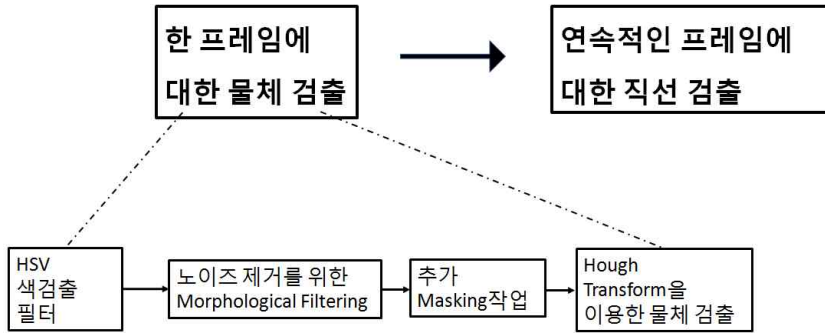 한 프레임에
대한 물체 검출
연속적인 프레임에
대한 직선 검출
HSV
색검출
필터
노이즈 제거를 위한
Morphological Filtering
추가
Masking작업
Hough
Transform을
이용한 물체 검출